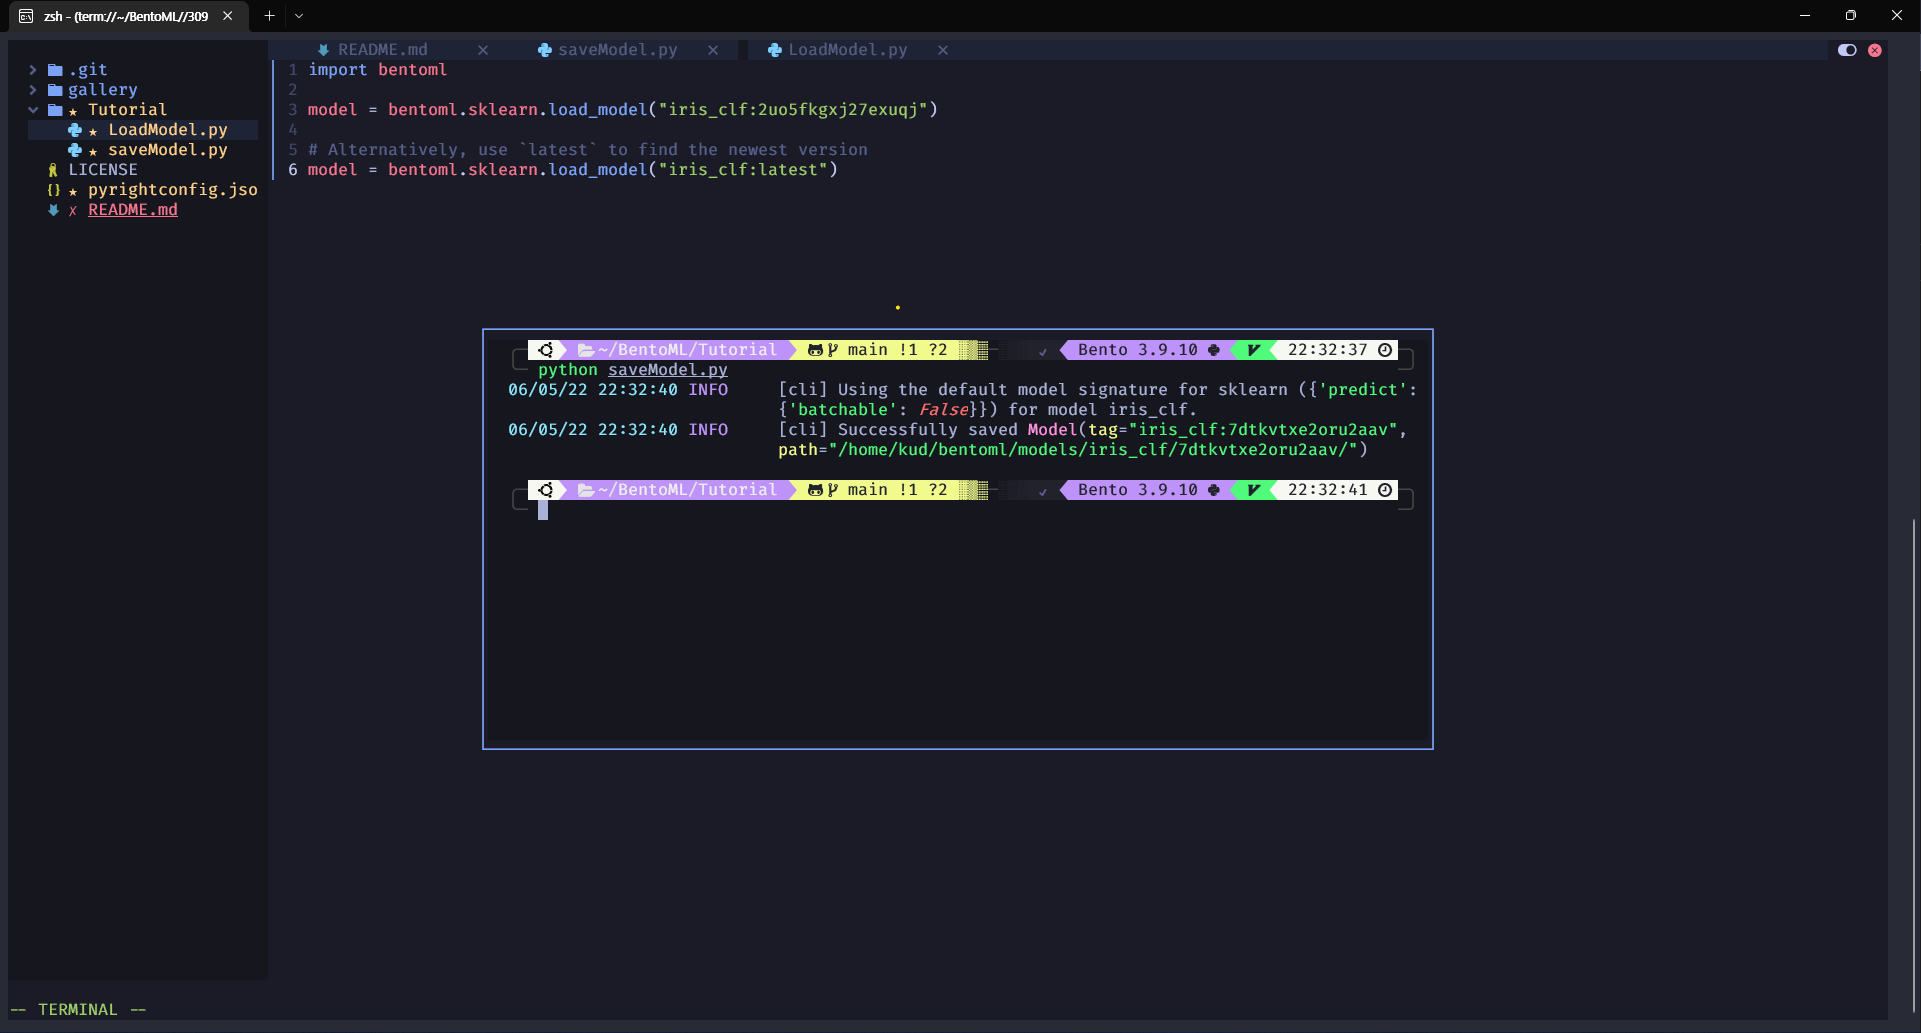 zsh - (term://~/BentoML//309
README.md
saveModel.py
LoadModel.py
.git
gallery
Tutorial
LoadModel.py
saveModel.py
LICENSE
{} pyrightconfig.jso
README.md
1 import bentoml
2
3 model = bentoml.sklearn.load_model("iris_clf:2uo5fkgxj27exuqj")
4
5 # Alternatively, use `latest` to find the newest version
6 model = bentoml.sklearn.load_model("iris_clf:latest")
~/BentoML/Tutorial main !1 ?2 Bento 3.9.10 22:32:37
python saveModel.py
06/05/22 22:32:40 INFO [cli] Using the default model signature for sklearn ({'predict':
{'batchable': False}}) for model iris_clf.
06/05/22 22:32:40 INFO [cli] Successfully saved Model(tag="iris_clf:7dtkvtxe2oru2aav",
path="/home/kud/bentoml/models/iris_clf/7dtkvtxe2oru2aav/")
~/BentoML/Tutorial main !1 ?2 Bento 3.9.10 22:32:41
-- TERMINAL --